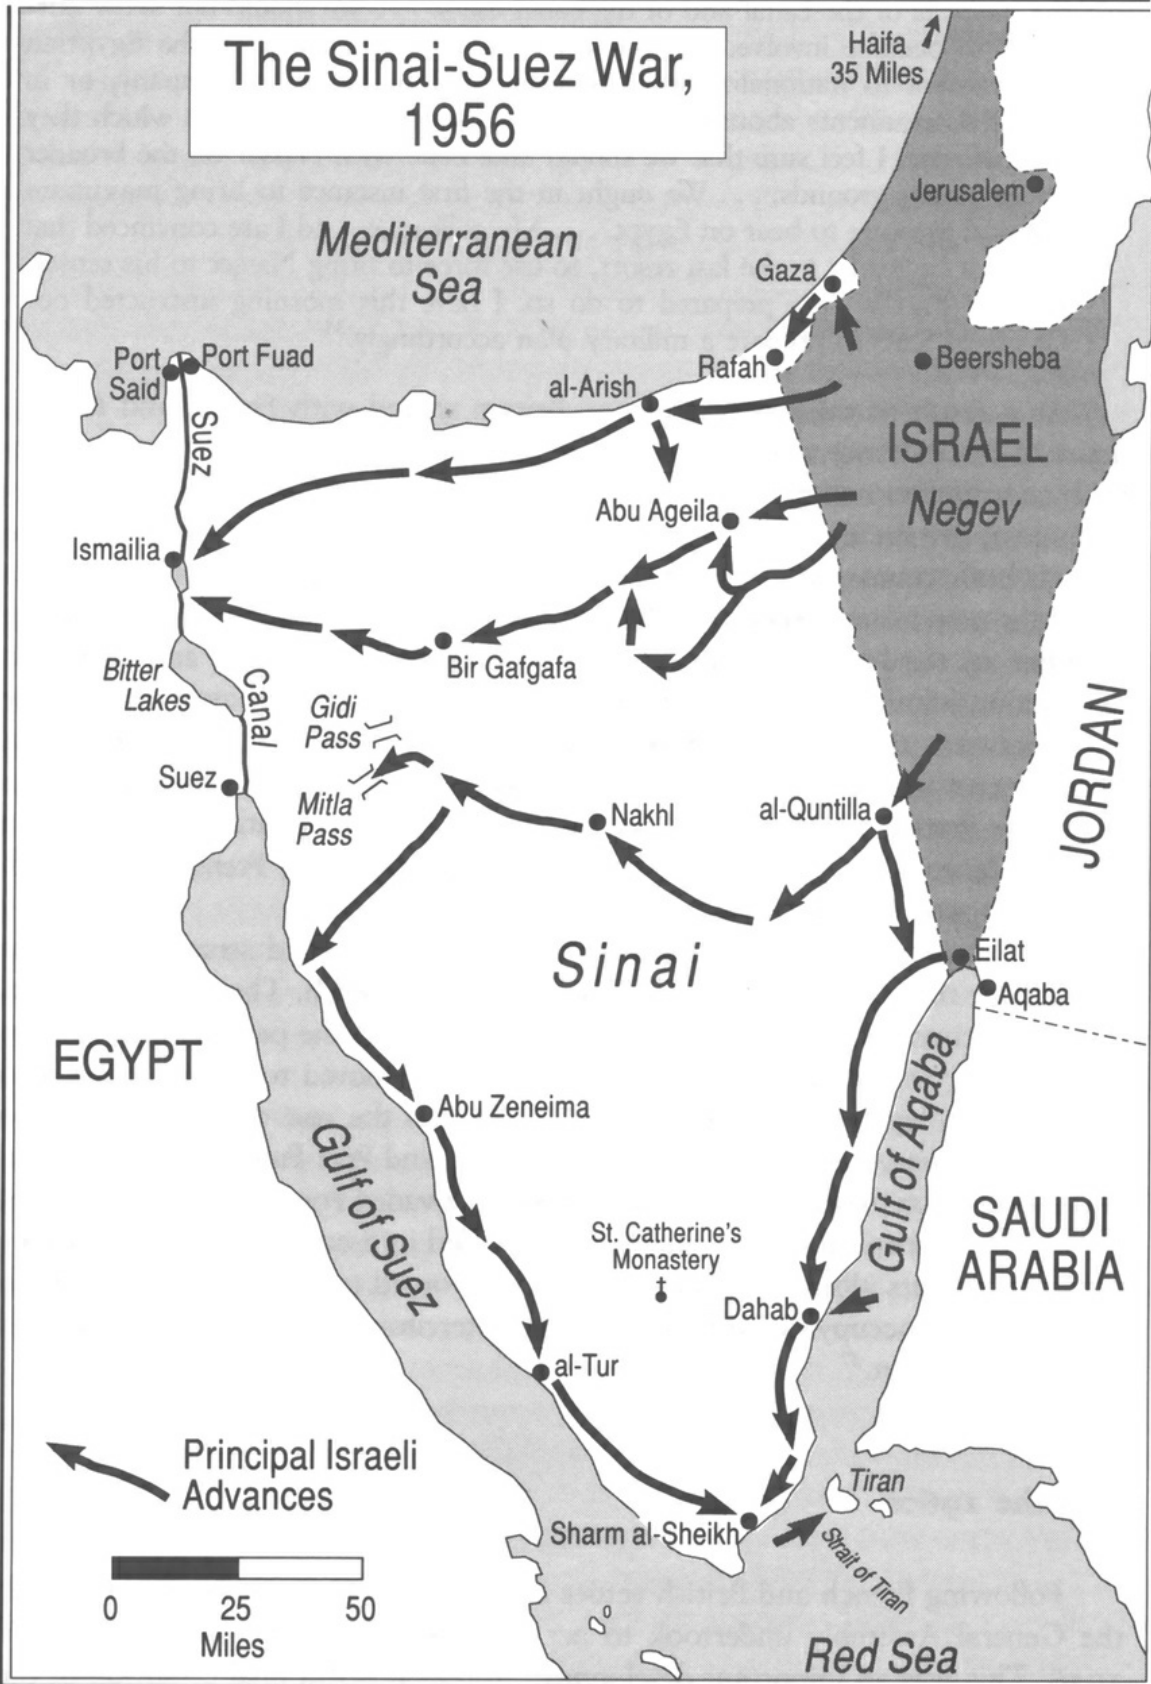 The Sinai-Suez War,
1956
Haifa
35 Miles
Jerusalem
Mediterranean
Sea
Gaza
Port
Said
Port Fuad
Rafah
Beersheba
al-Arish
Suez
ISRAEL
Negev
Abu Ageila
Ismailia
Bir Gafgafa
Bitter
Lakes
Canal
Gidi
Pass
JORDAN
Suez
Mitla
Pass
Nakhl
al-Quntilla
Sinai
Eilat
Aqaba
EGYPT
Gulf of Aqaba
Abu Zeneima
Gulf of Suez
St. Catherine's
Monastery
SAUDI
ARABIA
Dahab
al-Tur
Principal Israeli
Advances
Tiran
Sharm al-Sheikh
Strait of Tiran
0 25 50
Miles
Red Sea